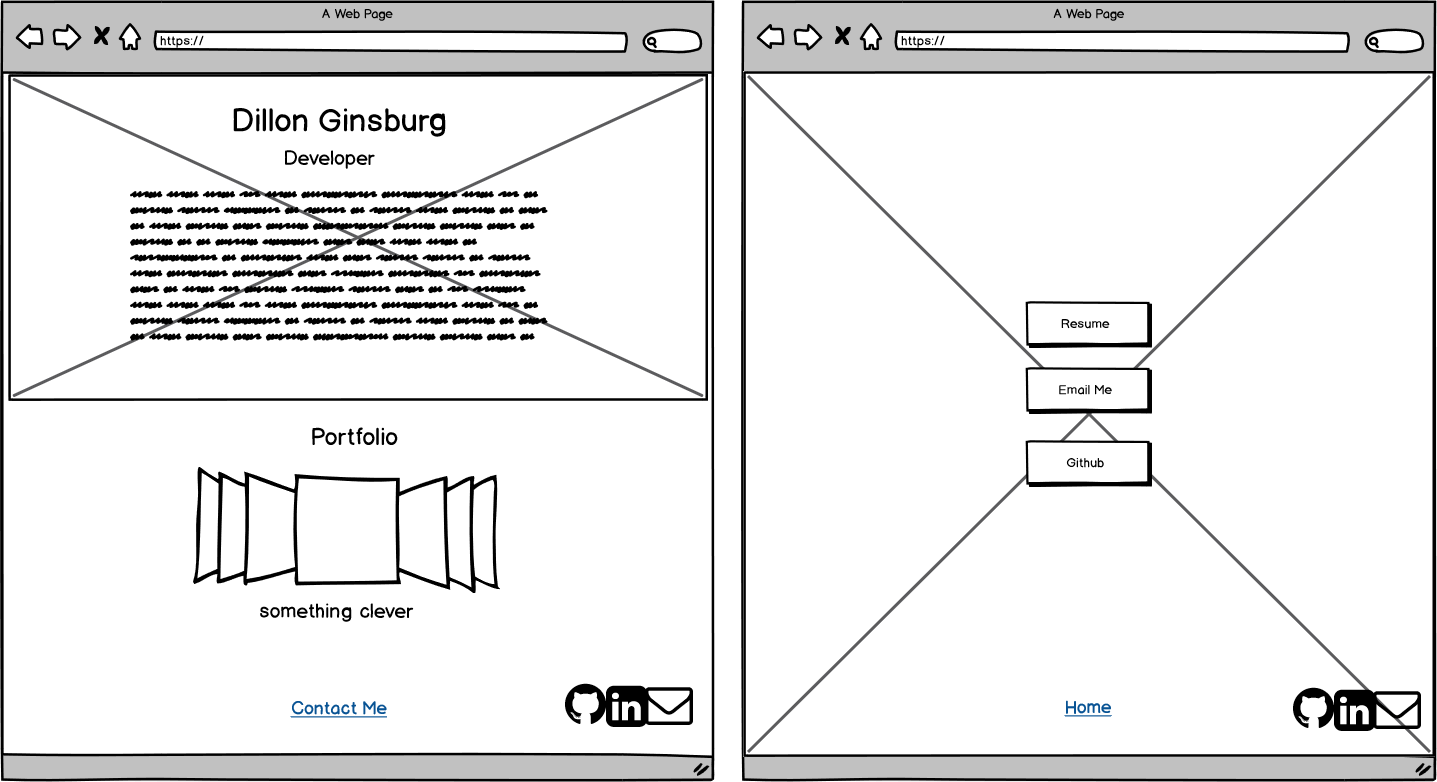 A Web Page
https://
Dillon Ginsburg
Developer
Portfolio
something clever
Contact Me
in
A Web Page
https://
Resume
Email Me
Github
Home
in